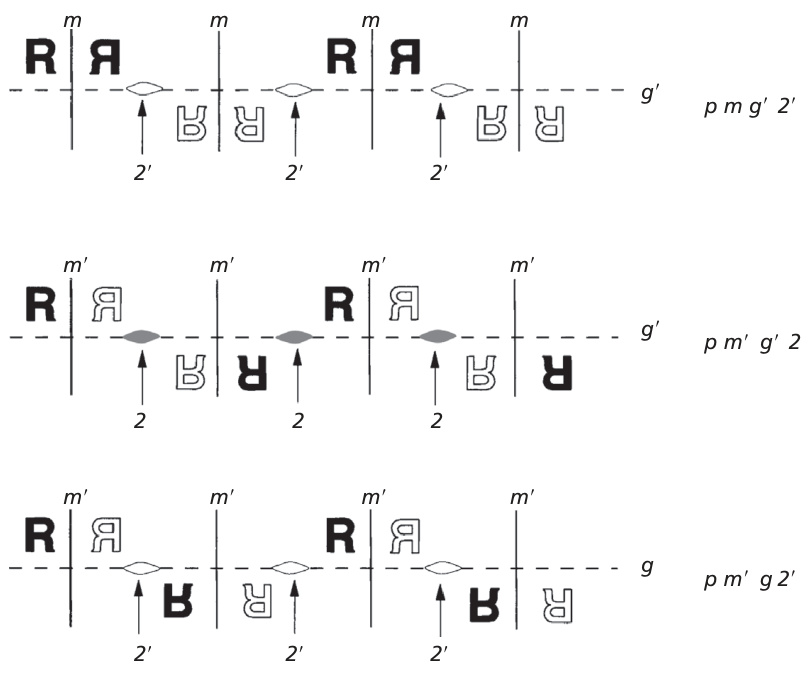 m m m m
R R R R
g′
p m g′ 2′
R R R R
2′ 2′ 2′
m′ m′ m′ m′
R R R R
g′
p m′ g′ 2
R R R R
2 2 2
m′ m′ m′ m′
R R R R
g
p m′ g 2′
R R R R
2′ 2′ 2′